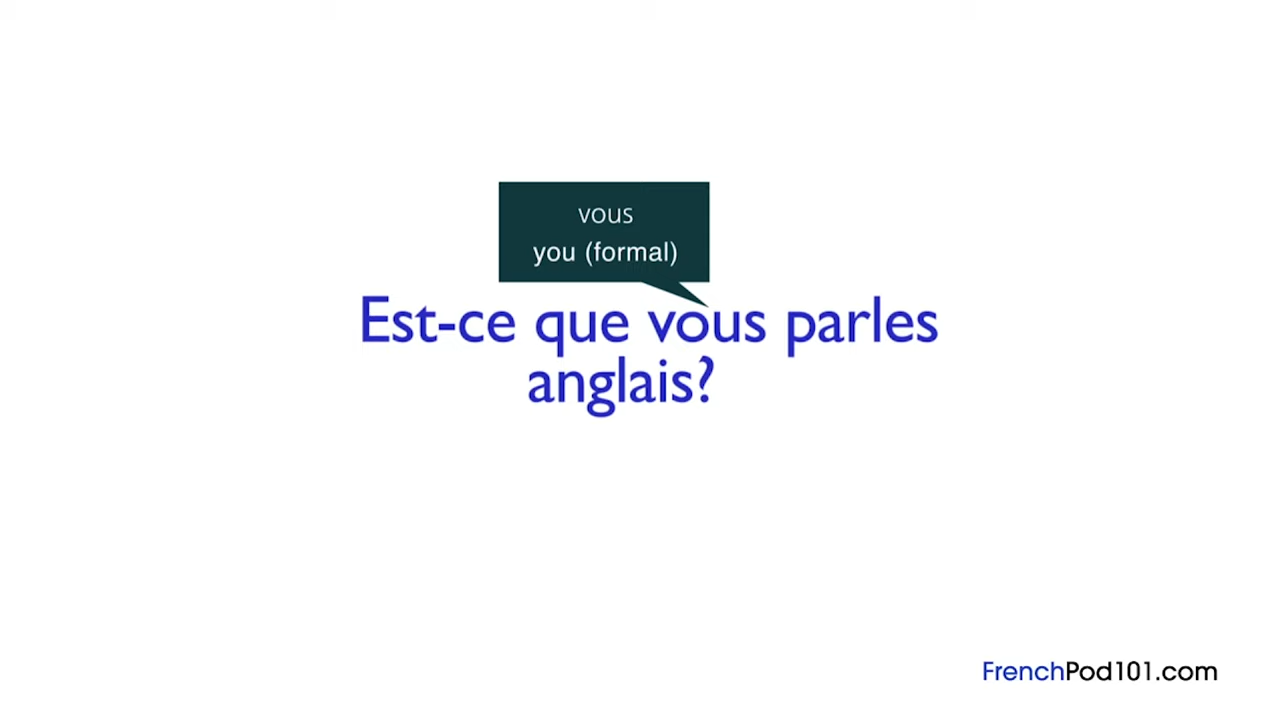 vous
you (formal)
Est-ce que vous parles
anglais?
FrenchPod101.com